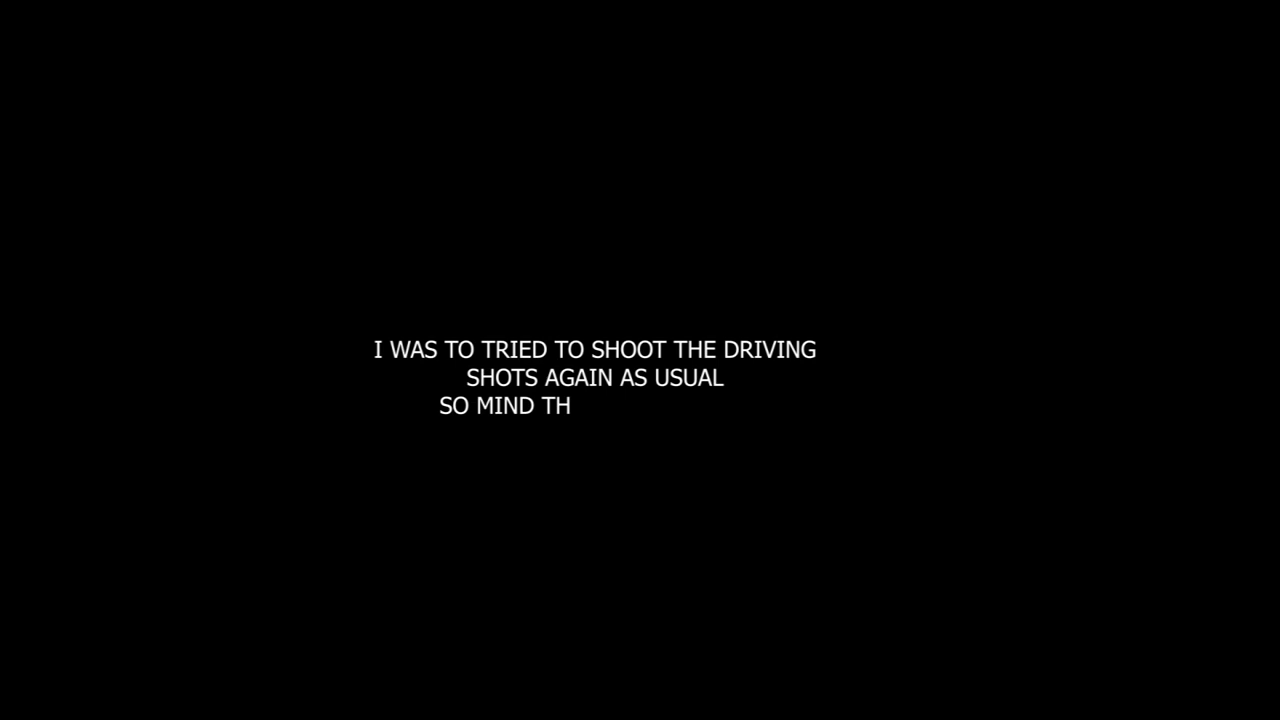 I WAS TO TRIED TO SHOOT THE DRIVING
SHOTS AGAIN AS USUAL
SO MIND TH